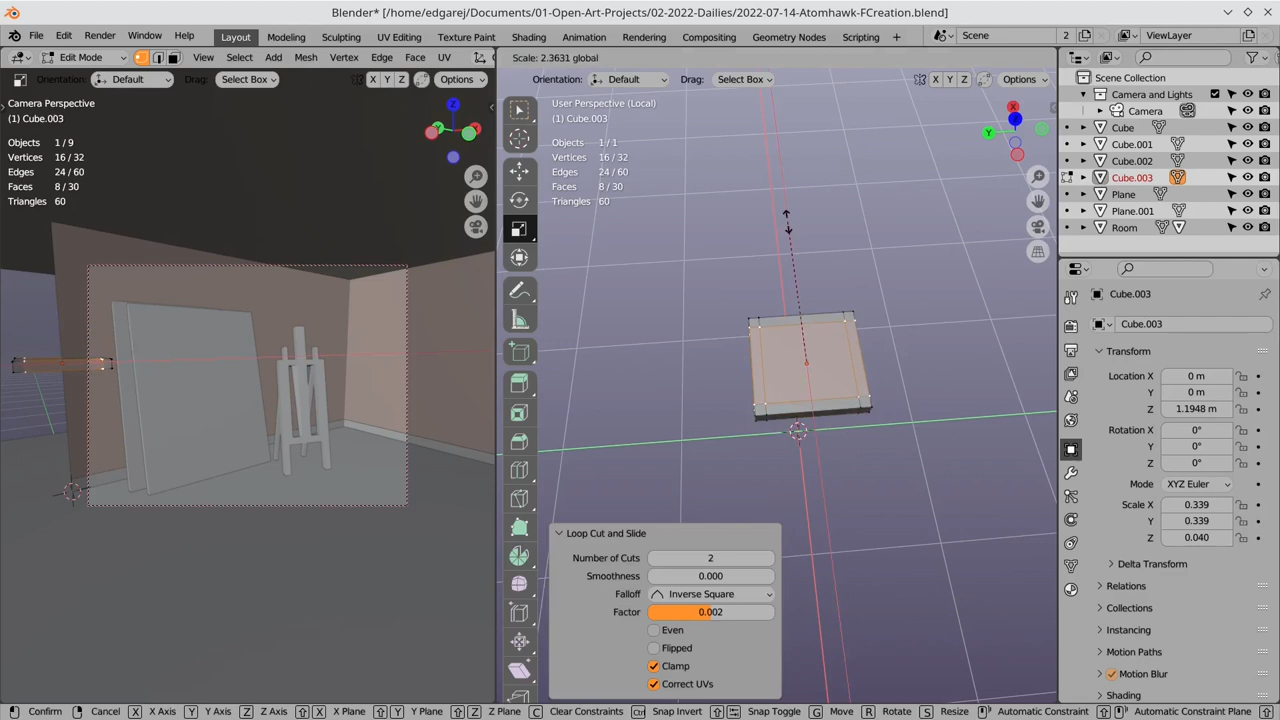 Blender* [/home/edgarej/Documents/01-Open-Art-Projects/02-2022-Dailies/2022-07-14-Atomhawk-FCreation.blend]
File Edit Render Window Help Layout Modeling Sculpting UV Editing Texture Paint Shading Animation Rendering Compositing Geometry Nodes Scripting + Scene 2 ViewLayer
Edit Mode View Select Add Mesh Vertex Edge Face UV
Scale: 2.3631 global
Orientation: Default Drag: Select Box X Y Z Options
Orientation: Default Drag: Select Box X Y Z Options
Camera Perspective
(1) Cube.003
Objects 1 / 9
Vertices 16 / 32
Edges 24 / 60
Faces 8 / 30
Triangles 60
Z
Y
User Perspective (Local)
(1) Cube.003
Objects 1 / 1
Vertices 16 / 32
Edges 24 / 60
Faces 8 / 30
Triangles 60
X
Z
Y
Loop Cut and Slide
Number of Cuts 2
Smoothness 0.000
Falloff Inverse Square
Factor 0.002
Even
Flipped
Clamp
Correct UVs
Scene Collection
Camera and Lights
Camera
Cube
Cube.001
Cube.002
Cube.003
Plane
Plane.001
Room
Cube.003
Cube.003
Transform
Location X 0 m
Y 0 m
Z 1.1948 m
Rotation X 0°
Y 0°
Z 0°
Mode XYZ Euler
Scale X 0.339
Y 0.339
Z 0.040
Delta Transform
Relations
Collections
Instancing
Motion Paths
Motion Blur
Shading
Confirm Cancel X X Axis Y Y Axis Z Z Axis X X Plane Y Y Plane Z Z Plane C Clear Constraints Ctrl Snap Invert Snap Toggle G Move R Rotate S Resize Automatic Constraint Automatic Constraint Plane